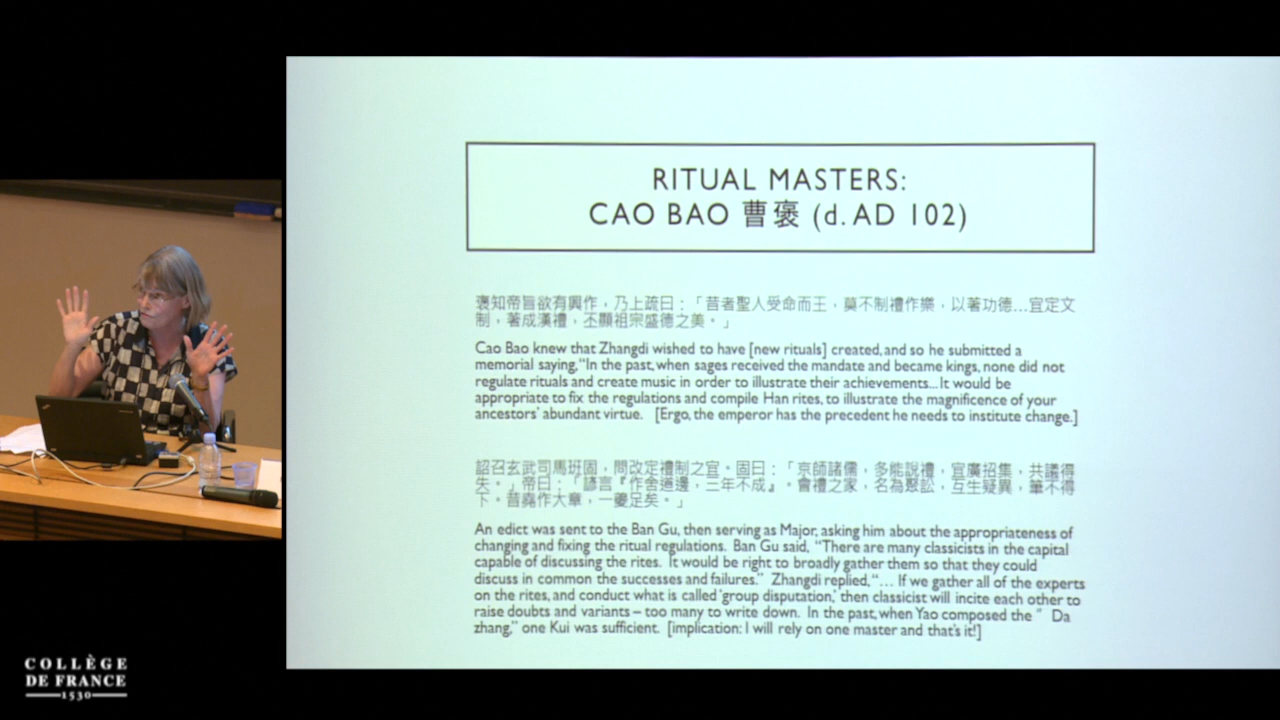 RITUAL MASTERS:
CAO BAO 曹褒 (d. AD 102)
褒知帝旨欲有興作，乃上疏曰：「昔者聖人受命而王，莫不制禮作樂，以著功德...宜定文
制，著成漢禮，丕顯祖宗盛德之美。」
Cao Bao knew that Zhangdi wished to have [new rituals] created, and so he submitted a
memorial saying, "In the past, when sages received the mandate and became kings, none did not
regulate rituals and create music in order to illustrate their achievements... It would be
appropriate to fix the regulations and compile Han rites, to illustrate the magnificence of your
ancestors' abundant virtue. [Ergo, the emperor has the precedent he needs to institute change.]
詔召玄武司馬班固，問改定禮制之宜。固曰：「京師諸儒，多能說禮，宜廣招集，共議得
失。」帝曰：「諺言『作舍道邊，三年不成』。會禮之家，名為聚訟，互生疑異，筆不得
下。昔堯作大章，一夔足矣。」
An edict was sent to the Ban Gu, then serving as Major, asking him about the appropriateness of
changing and fixing the ritual regulations. Ban Gu said, "There are many classicists in the capital
capable of discussing the rites. It would be right to broadly gather them so that they could
discuss in common the successes and failures." Zhangdi replied, "... If we gather all of the experts
on the rites, and conduct what is called 'group disputation,' then classicist will incite each other to
raise doubts and variants – too many to write down. In the past, when Yao composed the " Da
zhang," one Kui was sufficient. [implication: I will rely on one master and that's it!]
COLLÈGE
DE FRANCE
1530